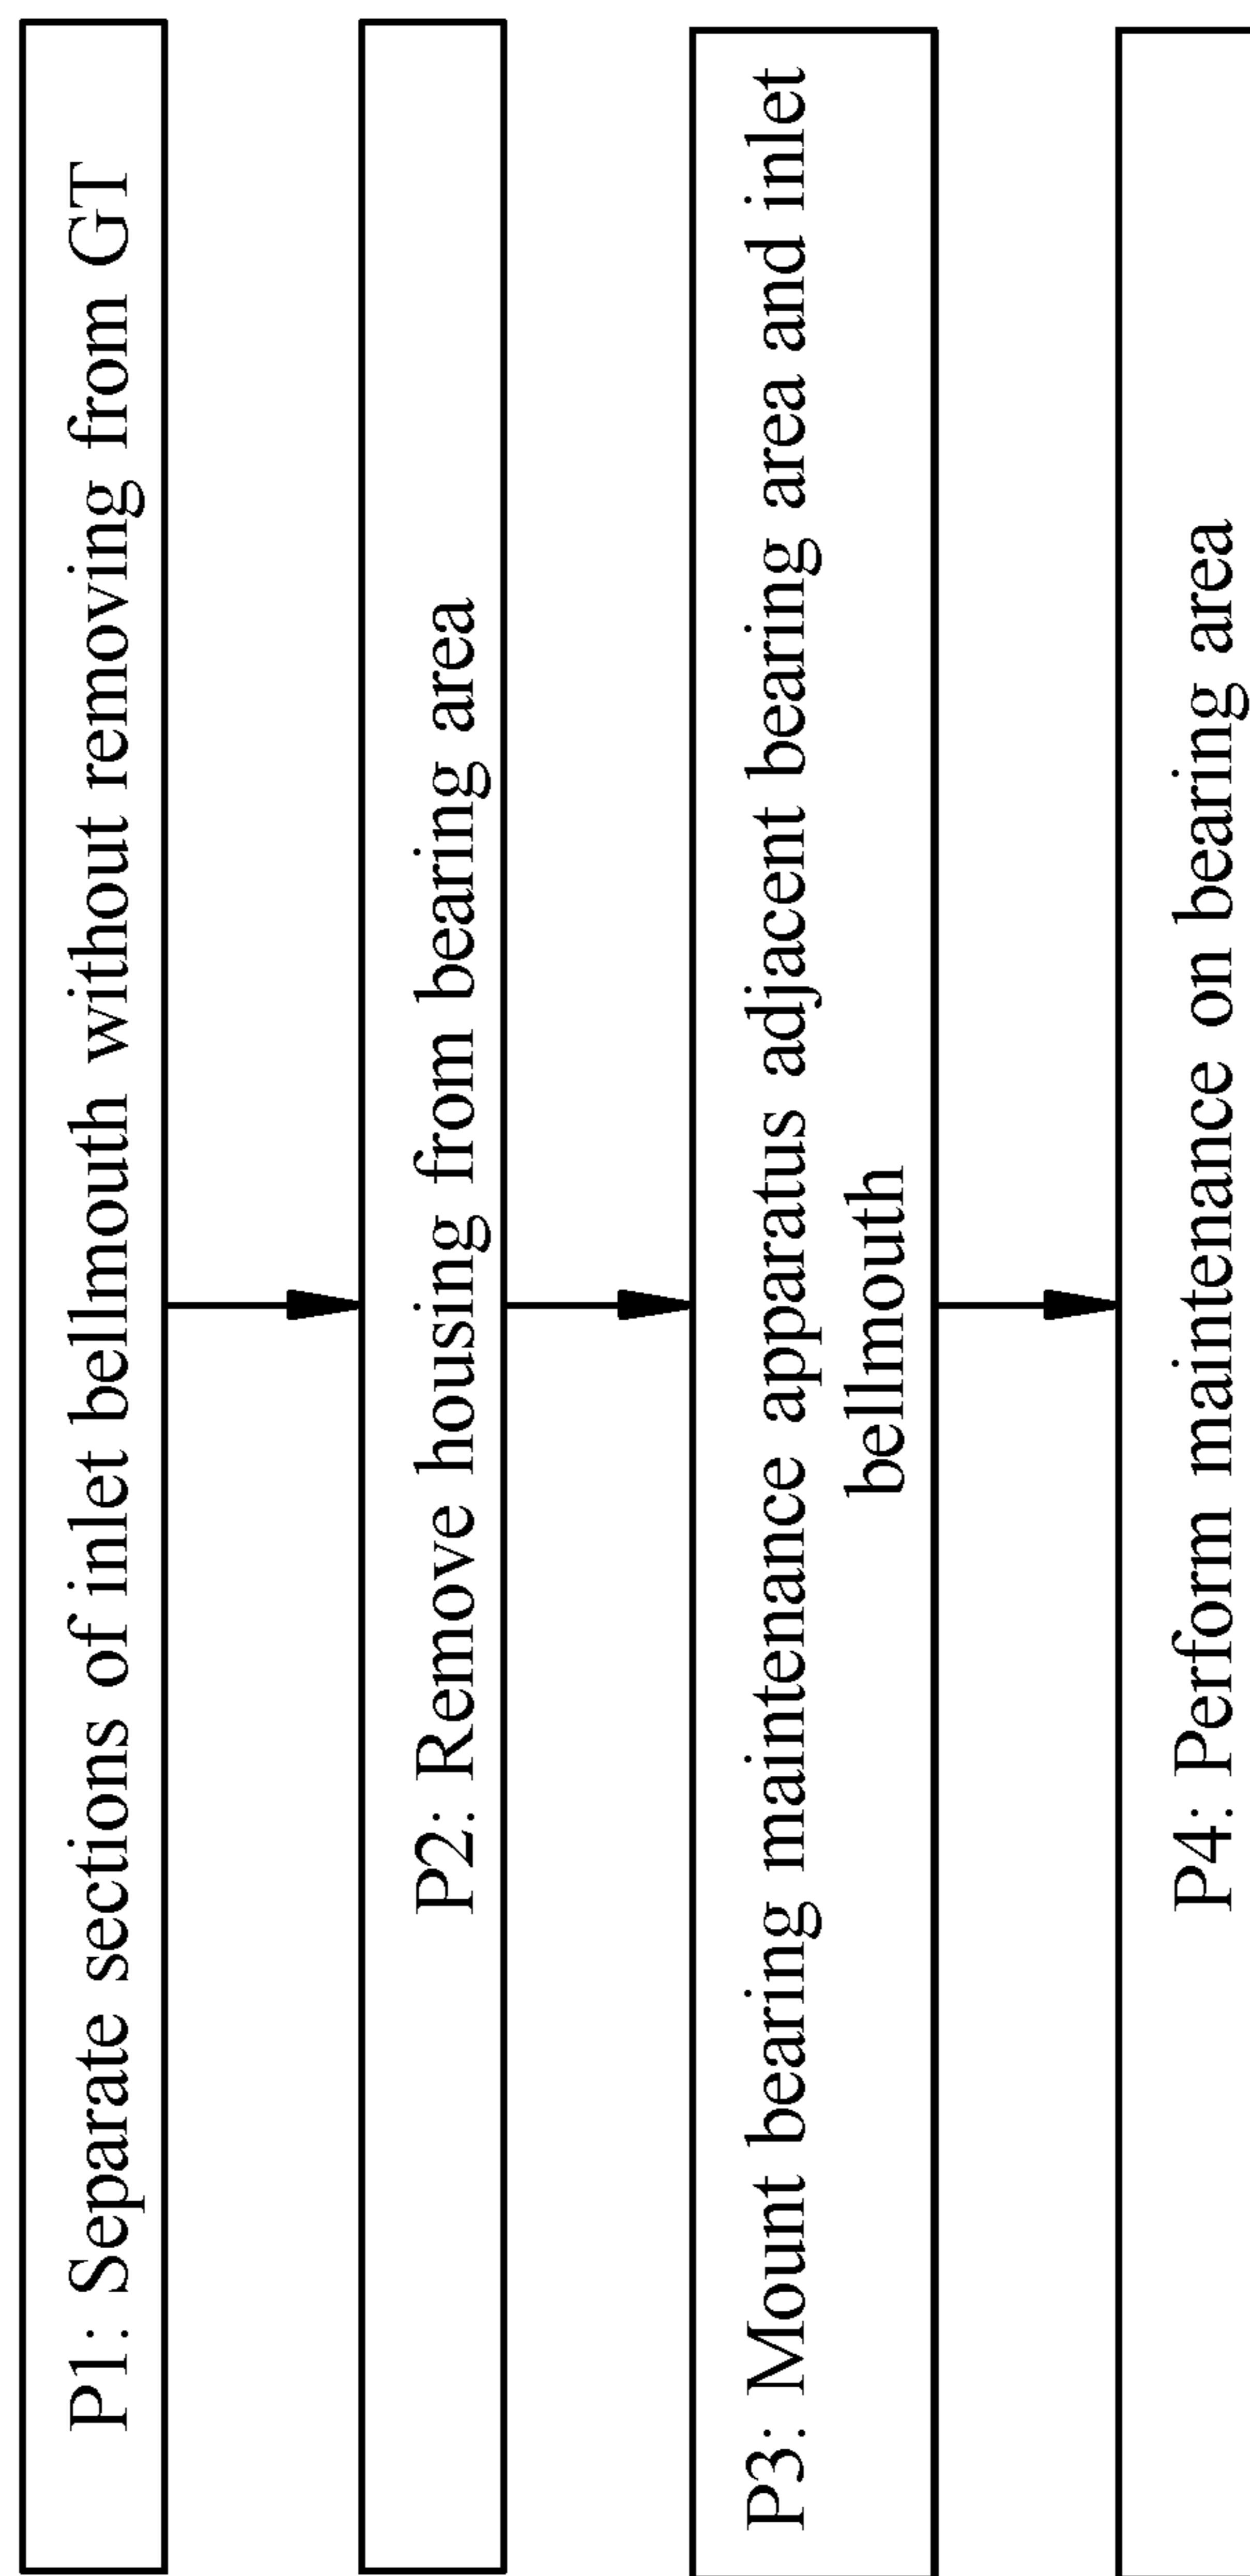 P1: Separate sections of inlet bellmouth without removing from GT
P2: Remove housing from bearing area
P3: Mount bearing maintenance apparatus adjacent bearing area and inlet
bellmouth
P4: Perform maintenance on bearing area